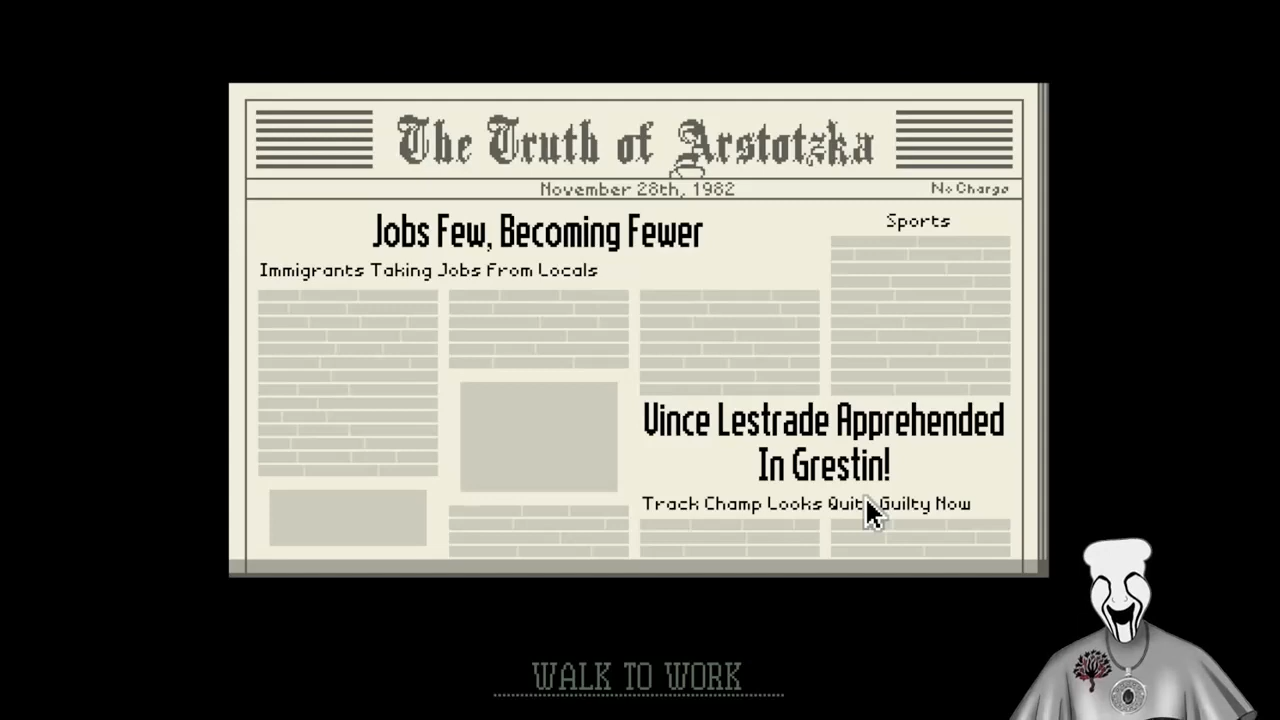 The Truth of Arstotzka
November 28th, 1982
No Charge
Jobs Few, Becoming Fewer
Immigrants Taking Jobs From Locals
Sports
Vince Lestrade Apprehended
In Grestin!
Track Champ Looks Quite Guilty Now
WALK TO WORK